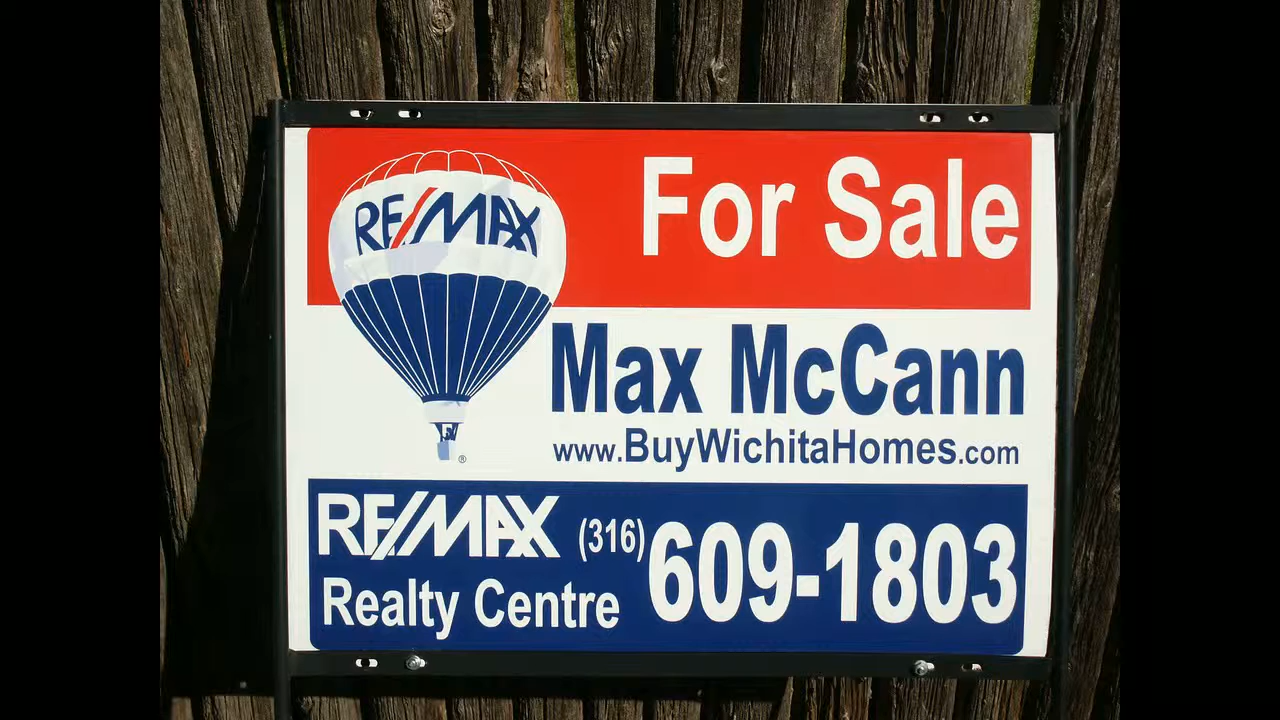 RE/MAX
For Sale
Max McCann
www.BuyWichitaHomes.com
®
RE/MAX
Realty Centre
(316) 609-1803